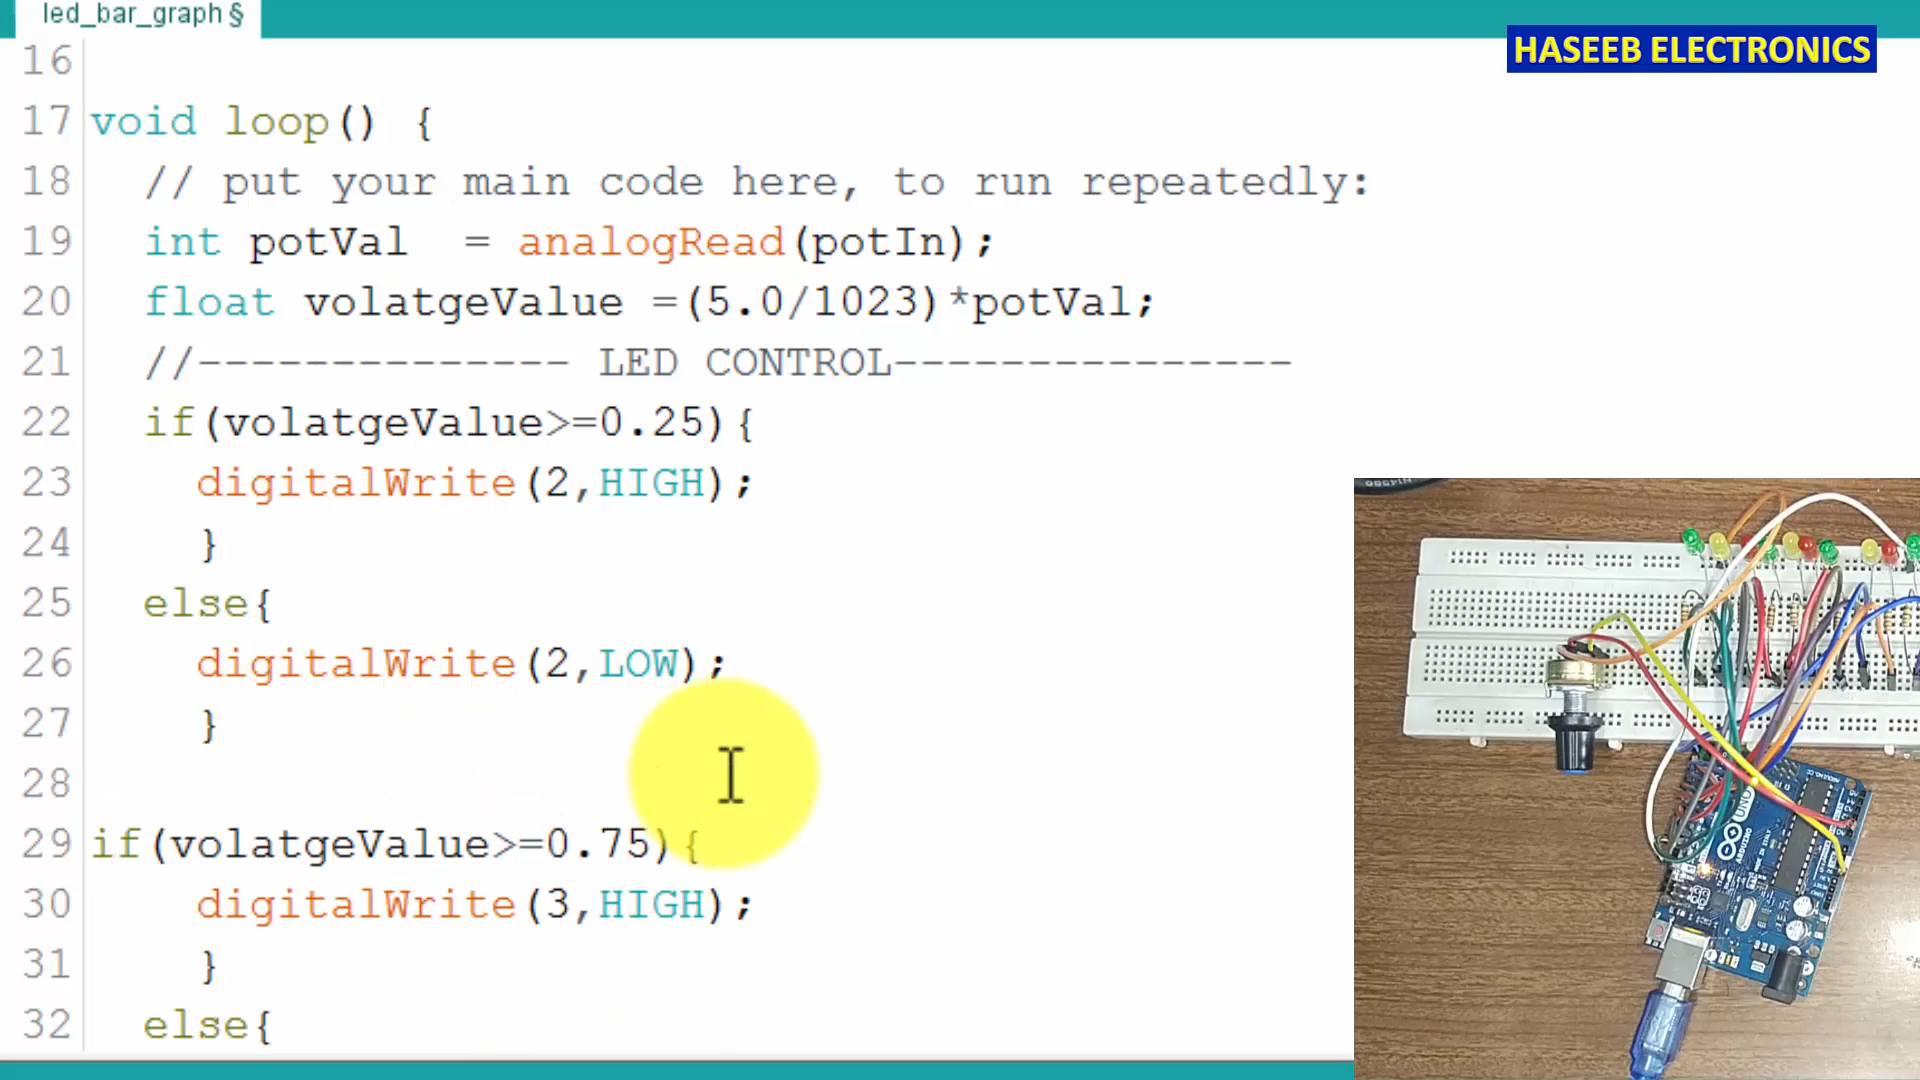 led_bar_graph §
HASEEB ELECTRONICS
16
17 void loop() {
18 // put your main code here, to run repeatedly:
19 int potVal = analogRead(potIn);
20 float volatgeValue =(5.0/1023)*potVal;
21 //-------------- LED CONTROL---------------
22 if(volatgeValue>=0.25){
23 digitalWrite(2,HIGH);
24 }
25 else{
26 digitalWrite(2,LOW);
27 }
28
29 if(volatgeValue>=0.75){
30 digitalWrite(3,HIGH);
31 }
32 else{
UNO
ARDUINO